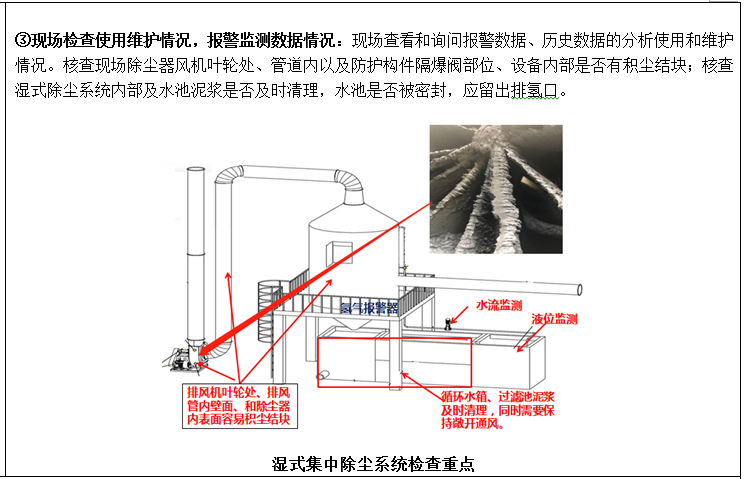 ③现场检查使用维护情况，报警监测数据情况：现场查看和询问报警数据、历史数据的分析使用和维护
情况。核查现场除尘器风机叶轮处、管道内以及防护构件隔爆阀部位、设备内部是否有积尘结块；核查
湿式除尘系统内部及水池泥浆是否及时清理，水池是否被密封，应留出排氢口。
氢气报警器
水流监测
液位监测
排风机叶轮处、排风
管内壁面、和除尘器
内表面容易积尘结块
循环水箱、过滤池泥浆
及时清理，同时需要保
持敞开通风。
湿式集中除尘系统检查重点